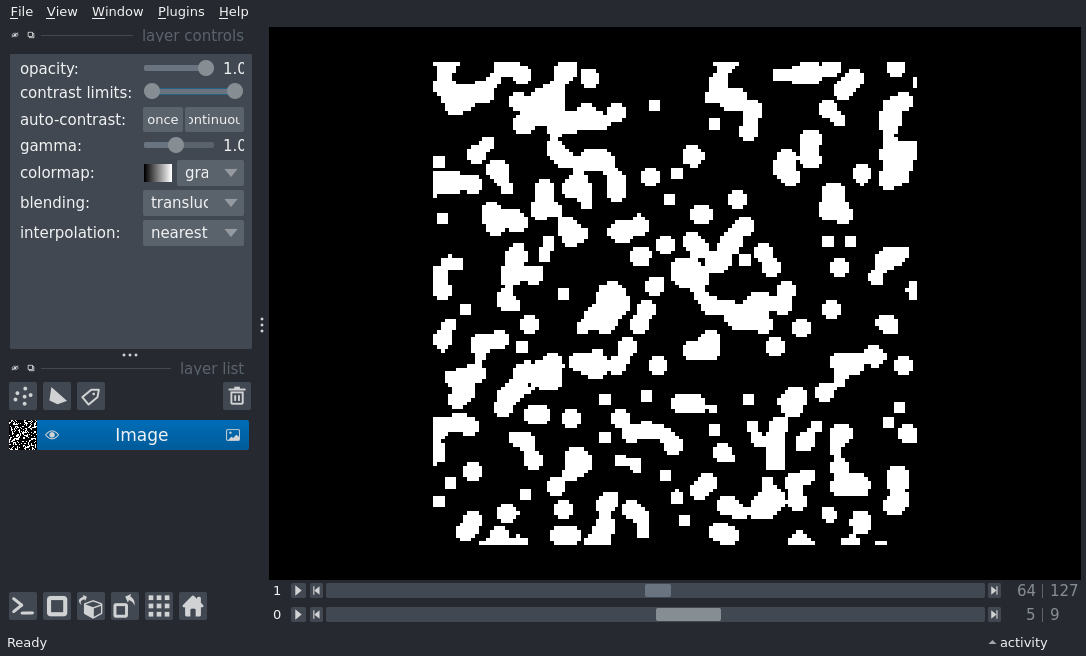 File View Window Plugins Help
layer controls
opacity: 1.0
contrast limits:
auto-contrast: once ontinuou
gamma: 1.0
colormap: gra
blending: transluc
interpolation: nearest
layer list
Image
1 64 127
0 5 9
Ready activity